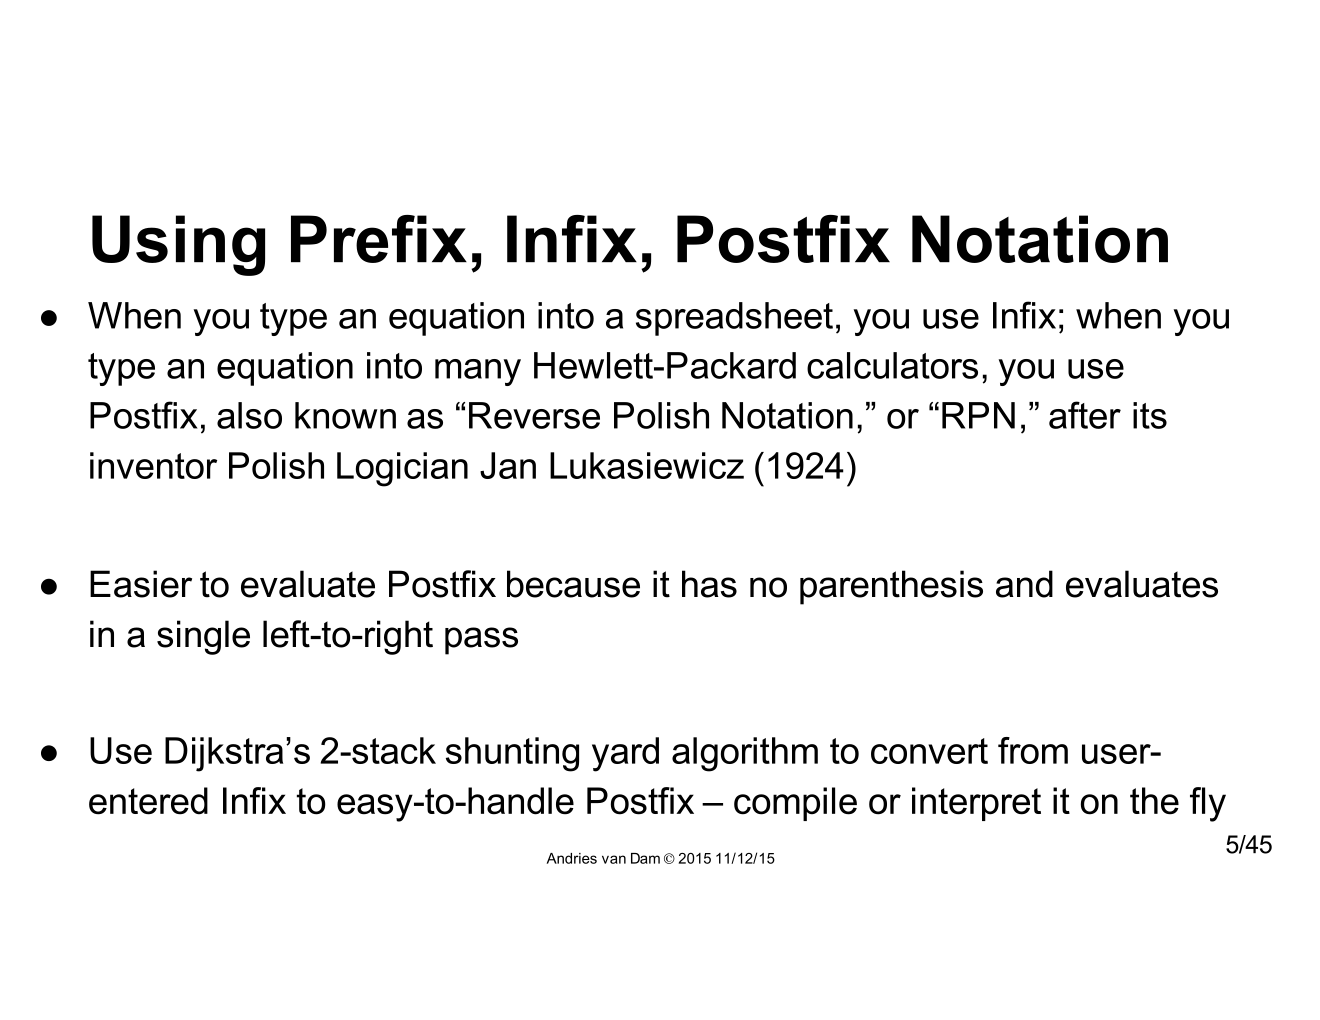 Using Prefix, Infix, Postfix Notation
● When you type an equation into a spreadsheet, you use Infix; when you
type an equation into many Hewlett-Packard calculators, you use
Postfix, also known as “Reverse Polish Notation,” or “RPN,” after its
inventor Polish Logician Jan Lukasiewicz (1924)
● Easier to evaluate Postfix because it has no parenthesis and evaluates
in a single left-to-right pass
● Use Dijkstra’s 2-stack shunting yard algorithm to convert from user-
entered Infix to easy-to-handle Postfix – compile or interpret it on the fly
5/45
Andries van Dam © 2015 11/12/15